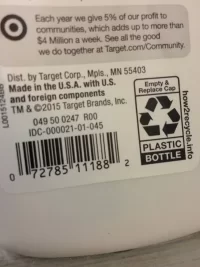 Each year we give 5% of our profit to
communities, which adds up to more than
$4 Million a week. See all the good
we do together at Target.com/Community.
Dist. by Target Corp., Mpls., MN 55403
Made in the U.S.A. with U.S.
and foreign components
TM & ©2015 Target Brands, Inc.
049 50 0247 R00
IDC-000021-01-045
0 72785 11188 2
Empty &
Replace Cap
PLASTIC
BOTTLE
how2recycle.info